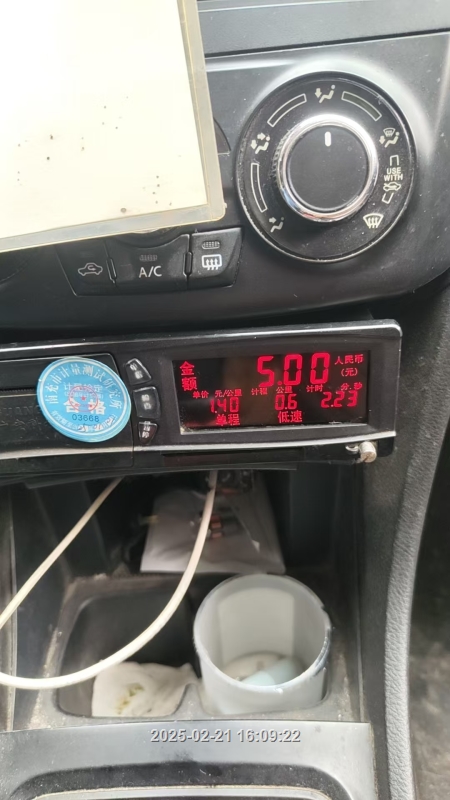 USE
WITH
A/C
金额
5.00
人民币
(元)
单价 元/公里
计程 公里
计时 分.秒
1.40
0.6
2.23
单程
低速
03668
2025-02-21 16:09:22